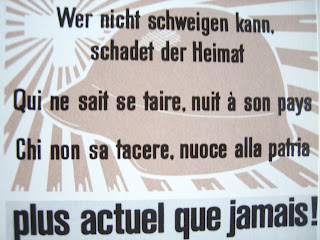 Wer nicht schweigen kann,
schadet der Heimat
Qui ne sait se taire, nuit à son pays
Chi non sa tacere, nuoce alla patria
plus actuel que jamais!